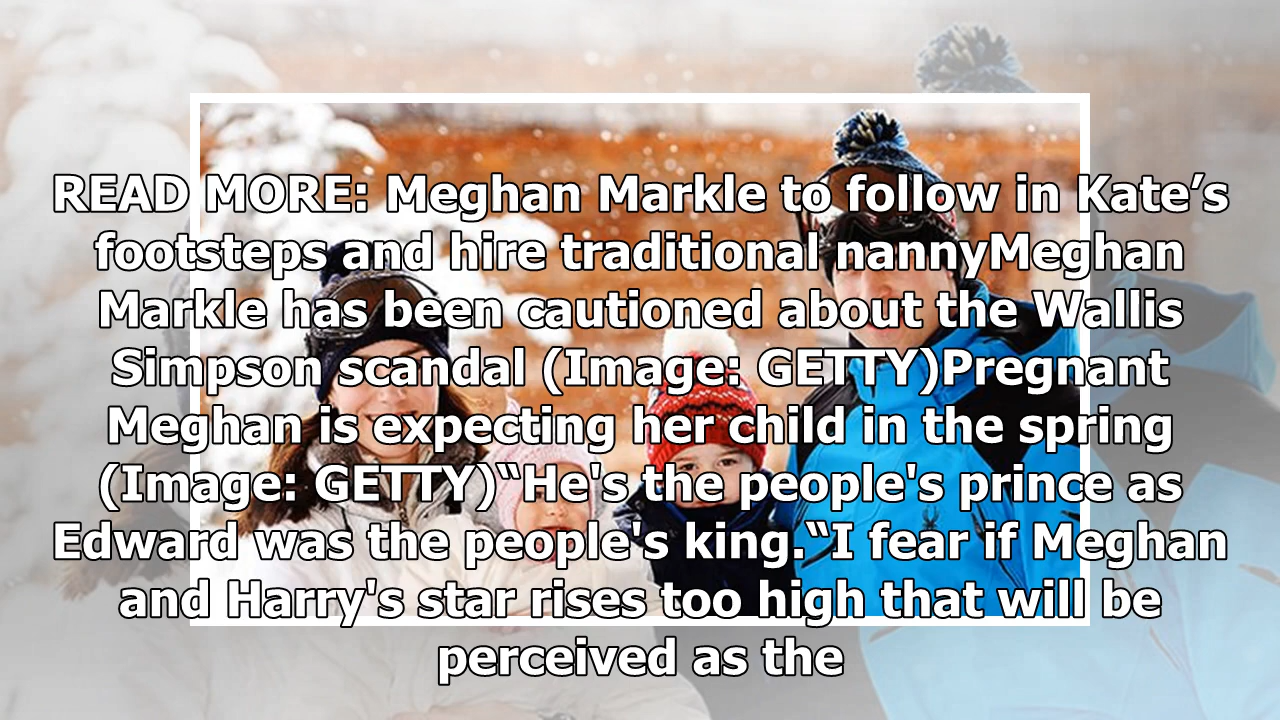 READ MORE: Meghan Markle to follow in Kate’s
footsteps and hire traditional nannyMeghan
Markle has been cautioned about the Wallis
Simpson scandal (Image: GETTY)Pregnant
Meghan is expecting her child in the spring
(Image: GETTY)“He's the people's prince as
Edward was the people's king.“I fear if Meghan
and Harry's star rises too high that will be
perceived as the